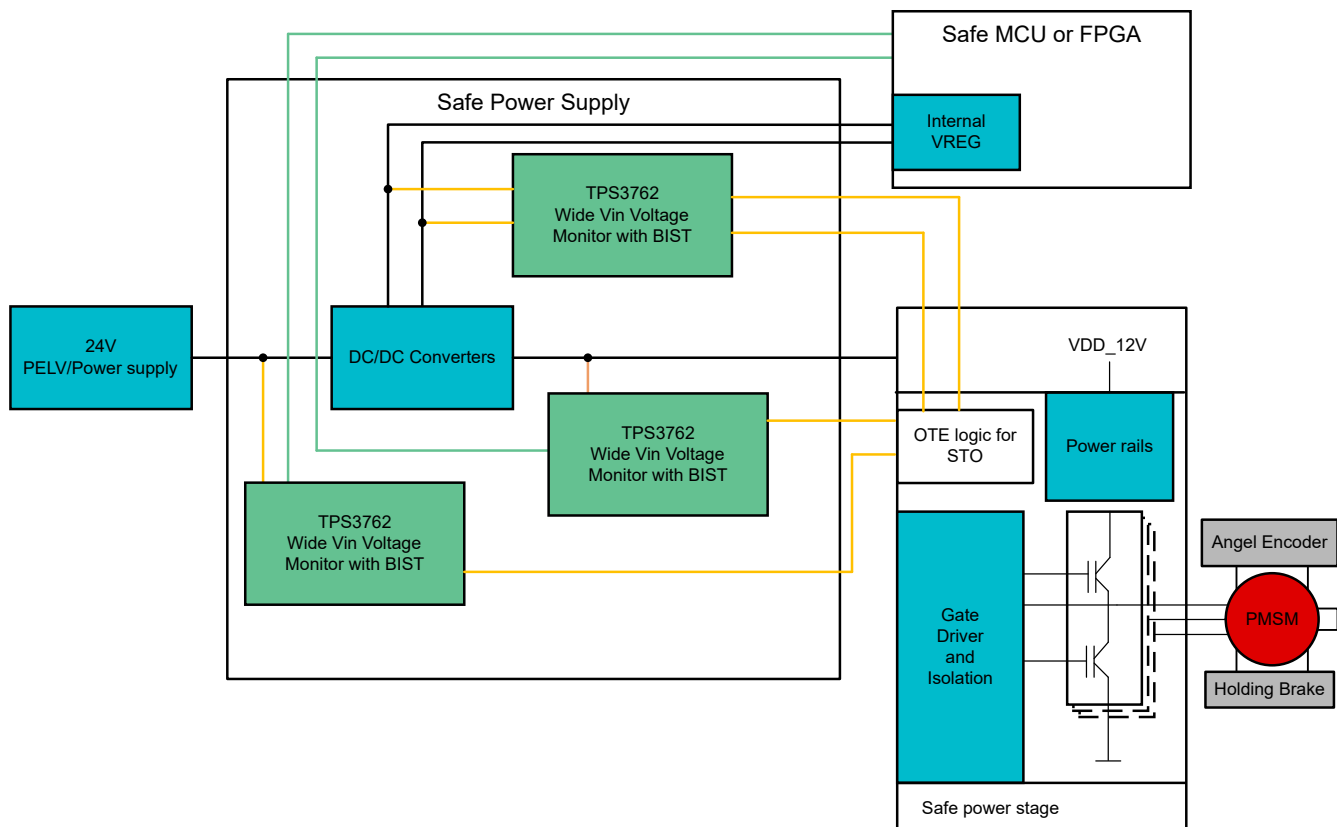 Safe MCU or FPGA
Internal
VREG
Safe Power Supply
TPS3762
Wide Vin Voltage
Monitor with BIST
24V
PELV/Power supply
DC/DC Converters
VDD_12V
TPS3762
Wide Vin Voltage
Monitor with BIST
OTE logic for
STO
Power rails
TPS3762
Wide Vin Voltage
Monitor with BIST
Gate
Driver
and
Isolation
Angel Encoder
PMSM
Holding Brake
Safe power stage